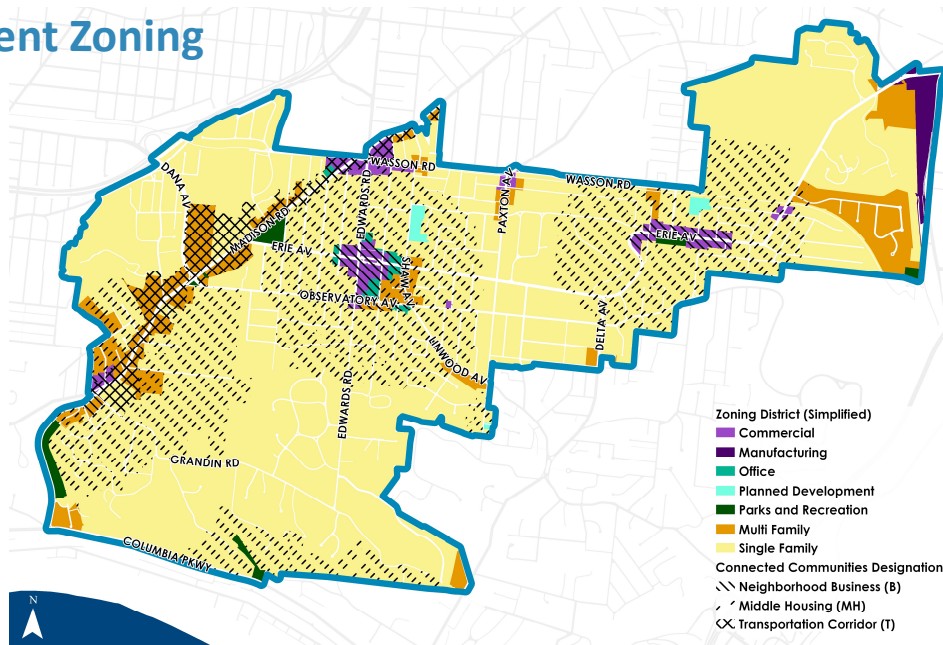 ent Zoning
WASSON RD
WASSON RD
DANA AV
EDWARDS RD
PAXTON AV
MADISON RD
ERIE AV
ERIE AV
SHAW AV
OBSERVATORY AV
DELTA AV
LINWOOD AV
EDWARDS RD
GRANDIN RD
COLUMBIA PKWY
Zoning District (Simplified)
Commercial
Manufacturing
Office
Planned Development
Parks and Recreation
Multi Family
Single Family
Connected Communities Designation
Neighborhood Business (B)
Middle Housing (MH)
Transportation Corridor (T)
N